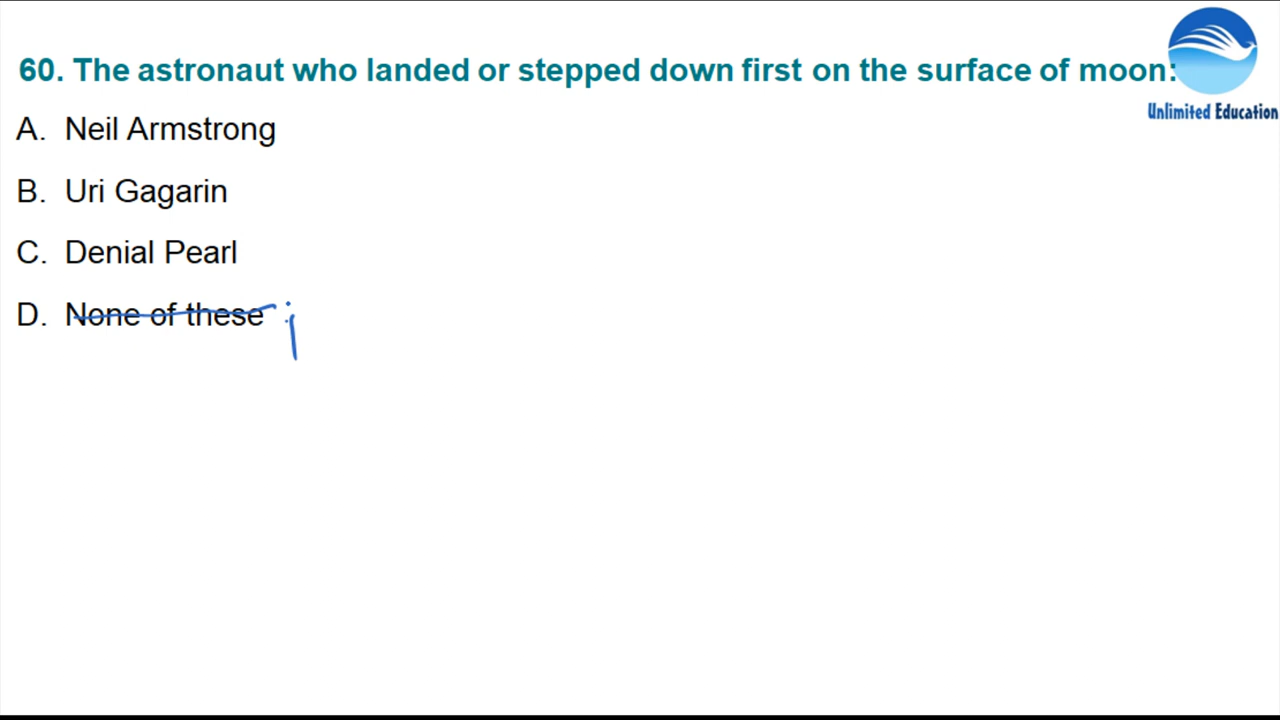 60. The astronaut who landed or stepped down first on the surface of moon:
Unlimited Education
A. Neil Armstrong
B. Uri Gagarin
C. Denial Pearl
D. None of these